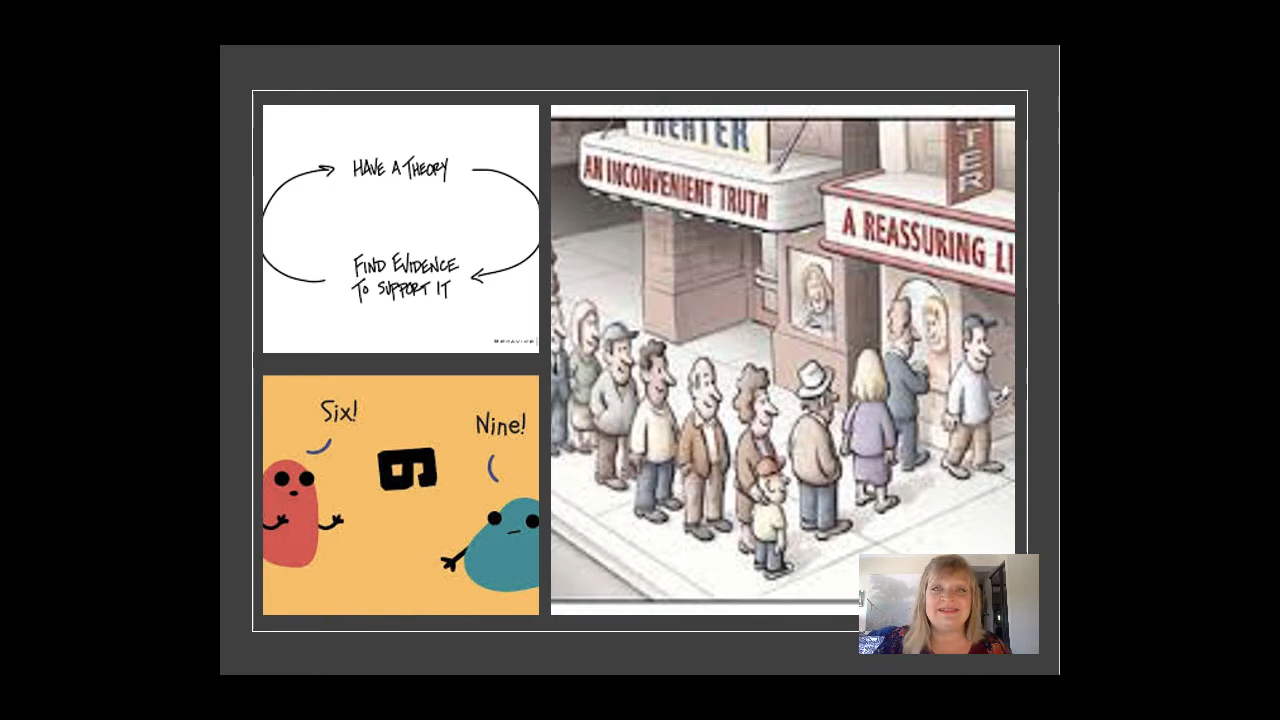 HAVE A THEORY
FIND EVIDENCE
TO SUPPORT IT
Six!
Nine!
6
THEATER
AN INCONVENIENT TRUTH
TER
A REASSURING LI